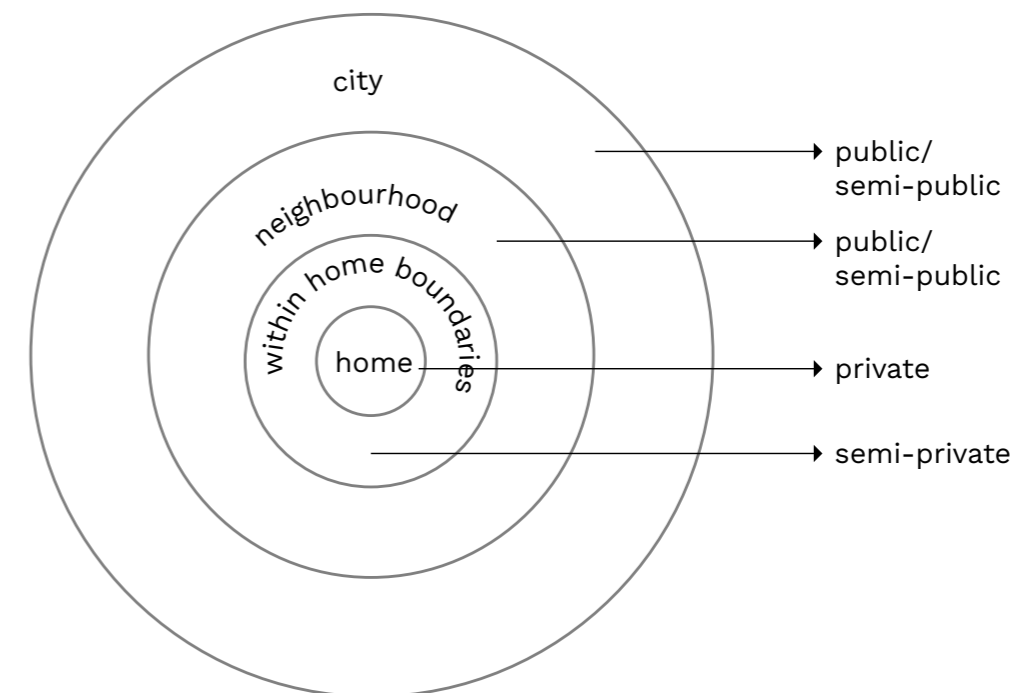 city
public/
semi-public
neighbourhood
public/
semi-public
within home boundaries
home
private
semi-private